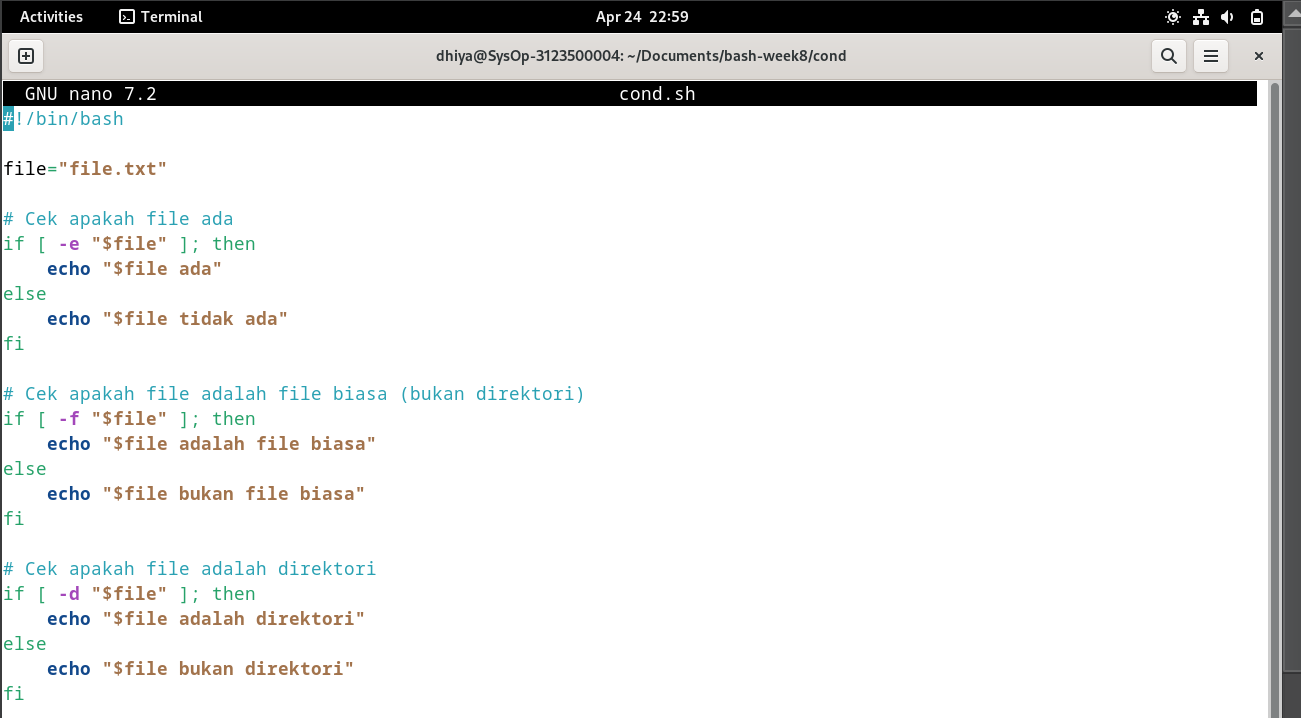 Activities Terminal Apr 24 22:59
dhiya@SysOp-3123500004: ~/Documents/bash-week8/cond
GNU nano 7.2 cond.sh
#!/bin/bash
file="file.txt"
# Cek apakah file ada
if [ -e "$file" ]; then
    echo "$file ada"
else
    echo "$file tidak ada"
fi
# Cek apakah file adalah file biasa (bukan direktori)
if [ -f "$file" ]; then
    echo "$file adalah file biasa"
else
    echo "$file bukan file biasa"
fi
# Cek apakah file adalah direktori
if [ -d "$file" ]; then
    echo "$file adalah direktori"
else
    echo "$file bukan direktori"
fi